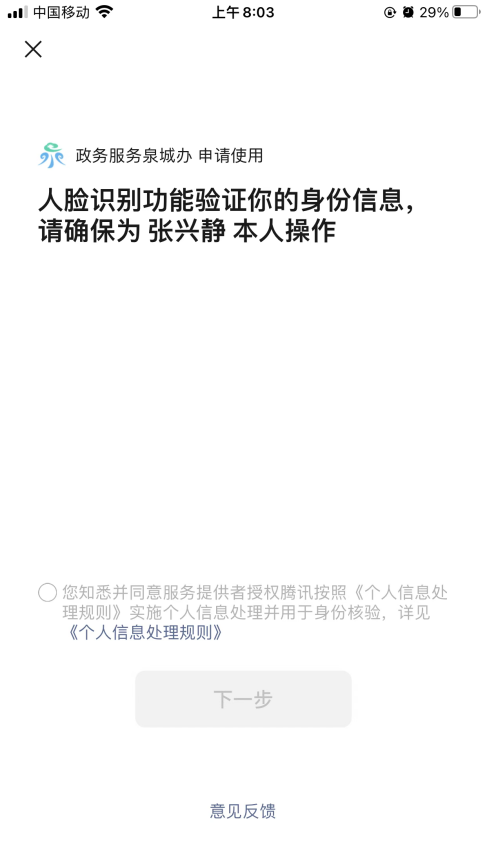 中国移动 上午 8:03 29%
政务服务泉城办 申请使用
人脸识别功能验证你的身份信息，
请确保为 张兴静 本人操作
您知悉并同意服务提供者授权腾讯按照《个人信息处
理规则》实施个人信息处理并用于身份核验，详见
《个人信息处理规则》
下一步
意见反馈